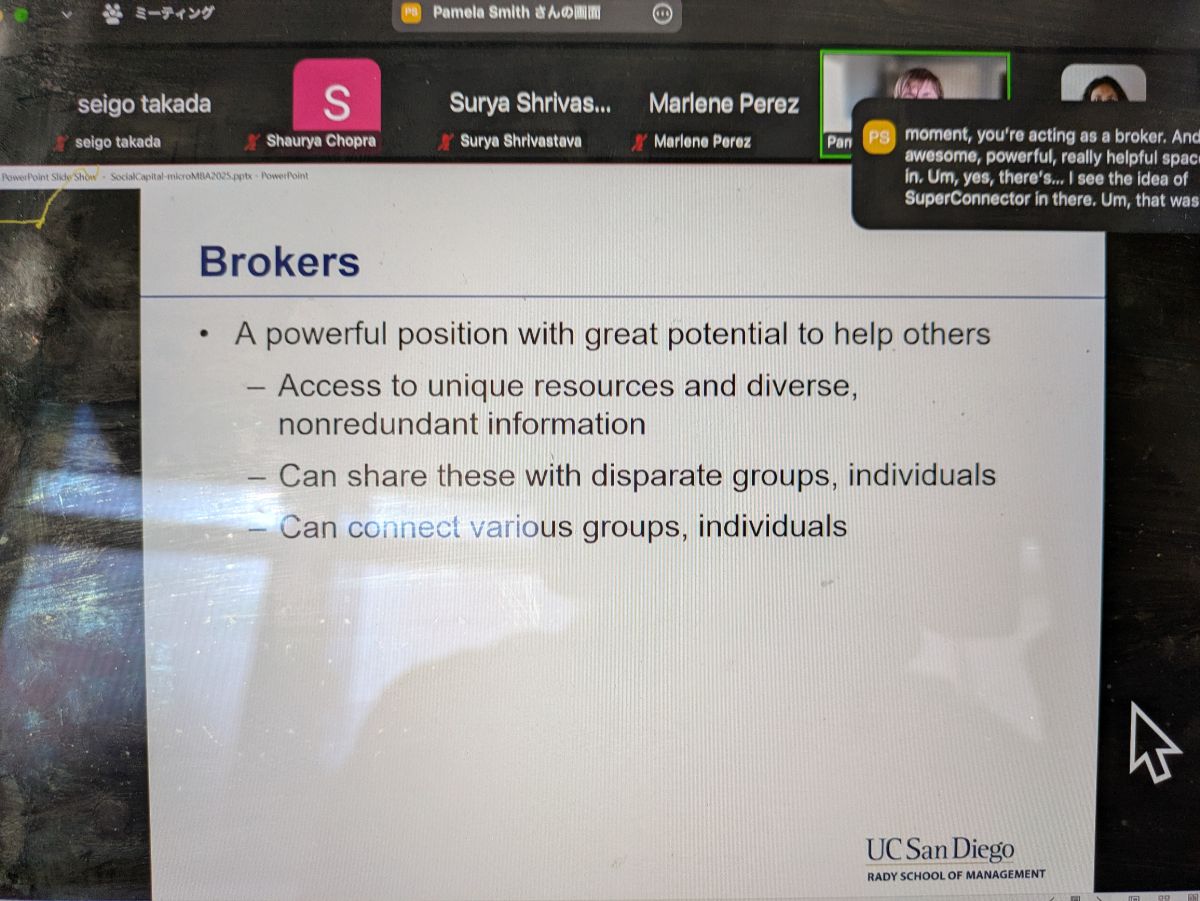 ミーティング
PS Pamela Smith さんの画面
seigo takada
S
Surya Shrivas...
Marlene Perez
seigo takada
Shaurya Chopra
Surya Shrivastava
Marlene Perez
PS
moment, you're acting as a broker. And
awesome, powerful, really helpful
in. Um, yes, there's... I see the idea of
SuperConnector in there. Um, that was
PowerPoint Slide Show - SocialCapital-microMBA2025.pptx - PowerPoint
Brokers
• A powerful position with great potential to help others
– Access to unique resources and diverse,
nonredundant information
– Can share these with disparate groups, individuals
– Can connect various groups, individuals
UC San Diego
RADY SCHOOL OF MANAGEMENT